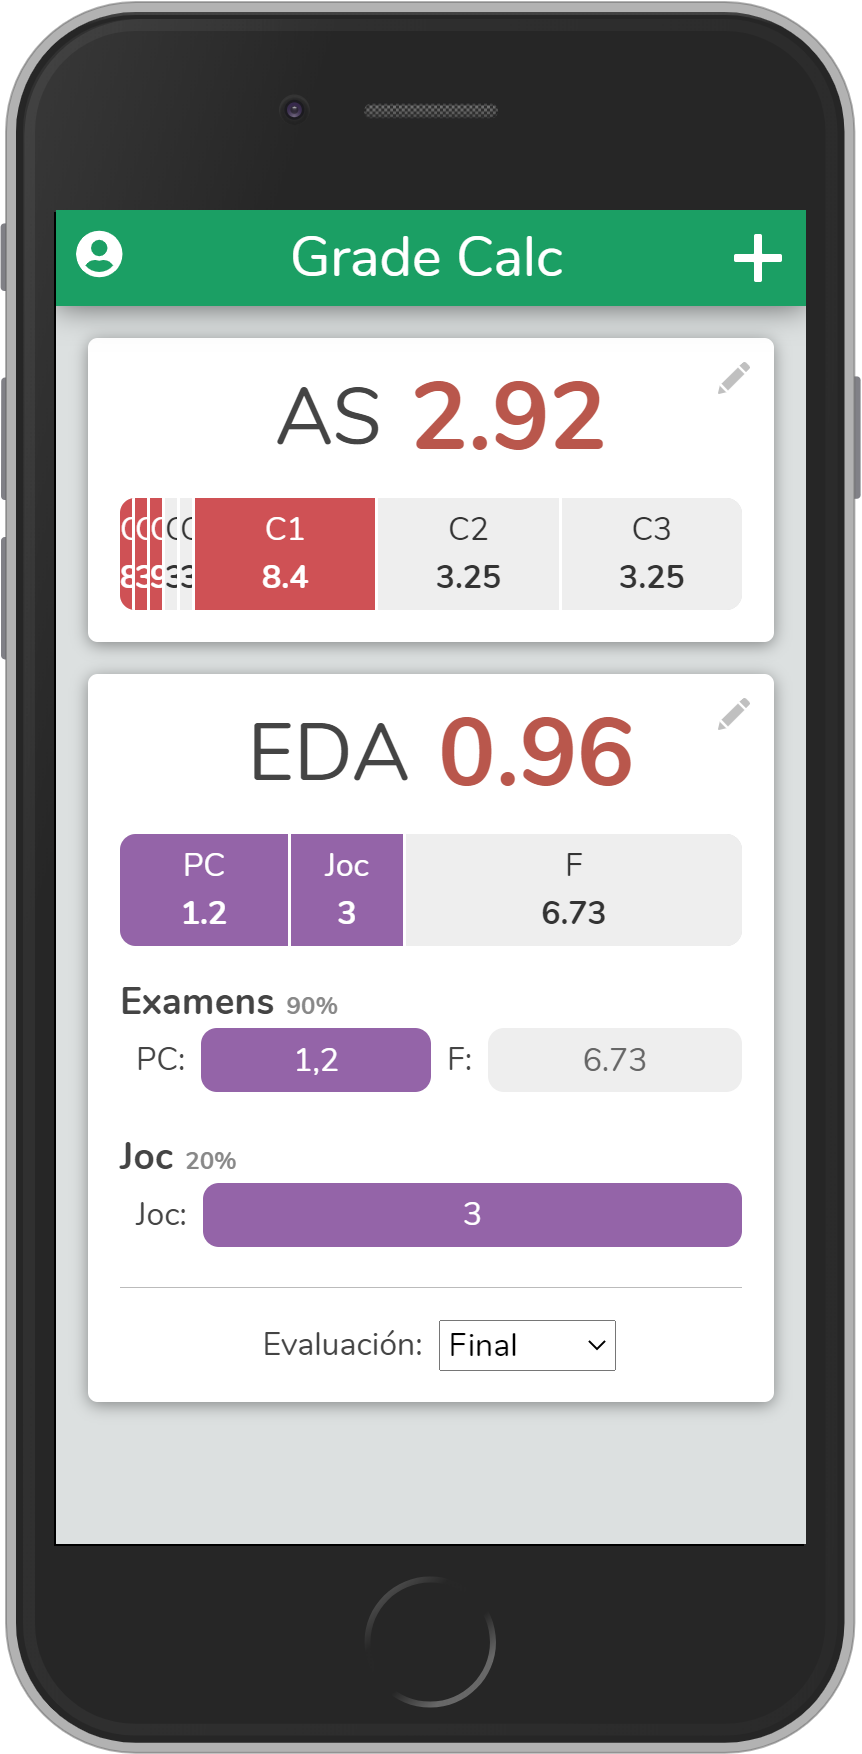 Grade Calc
AS 2.92
C1 C2 C3
8.4 3.25 3.25
EDA 0.96
PC Joc F
1.2 3 6.73
Examens 90%
PC: 1,2 F: 6.73
Joc 20%
Joc: 3
Evaluación: Final